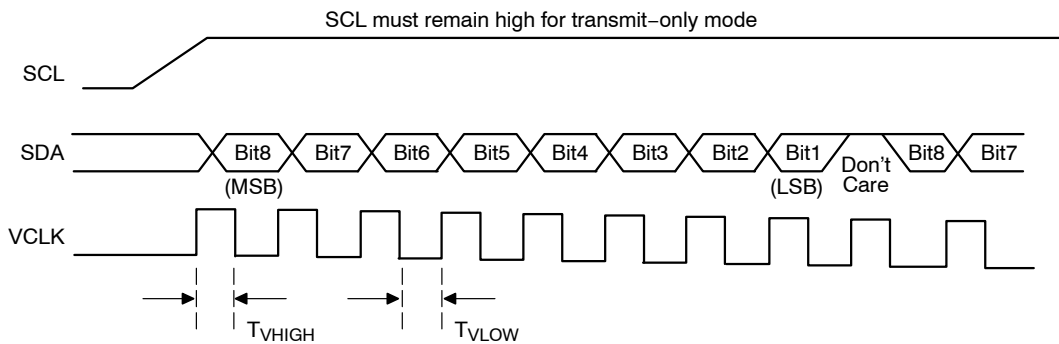 SCL must remain high for transmit−only mode
SCL
SDA
Bit8 Bit7 Bit6 Bit5 Bit4 Bit3 Bit2 Bit1 Bit8 Bit7
(MSB) (LSB) Don't
Care
VCLK
TVHIGH TVLOW